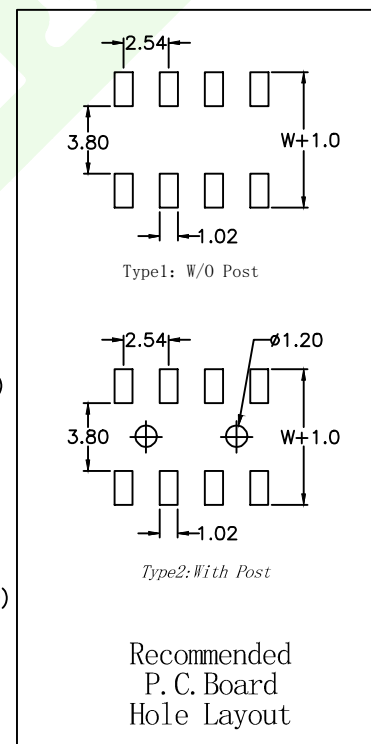 2.54
3.80
W+1.0
1.02
Type1: W/O Post
2.54
ø1.20
)
3.80
W+1.0
1.02
Type2:With Post
)
Recommended
P.C.Board
Hole Layout